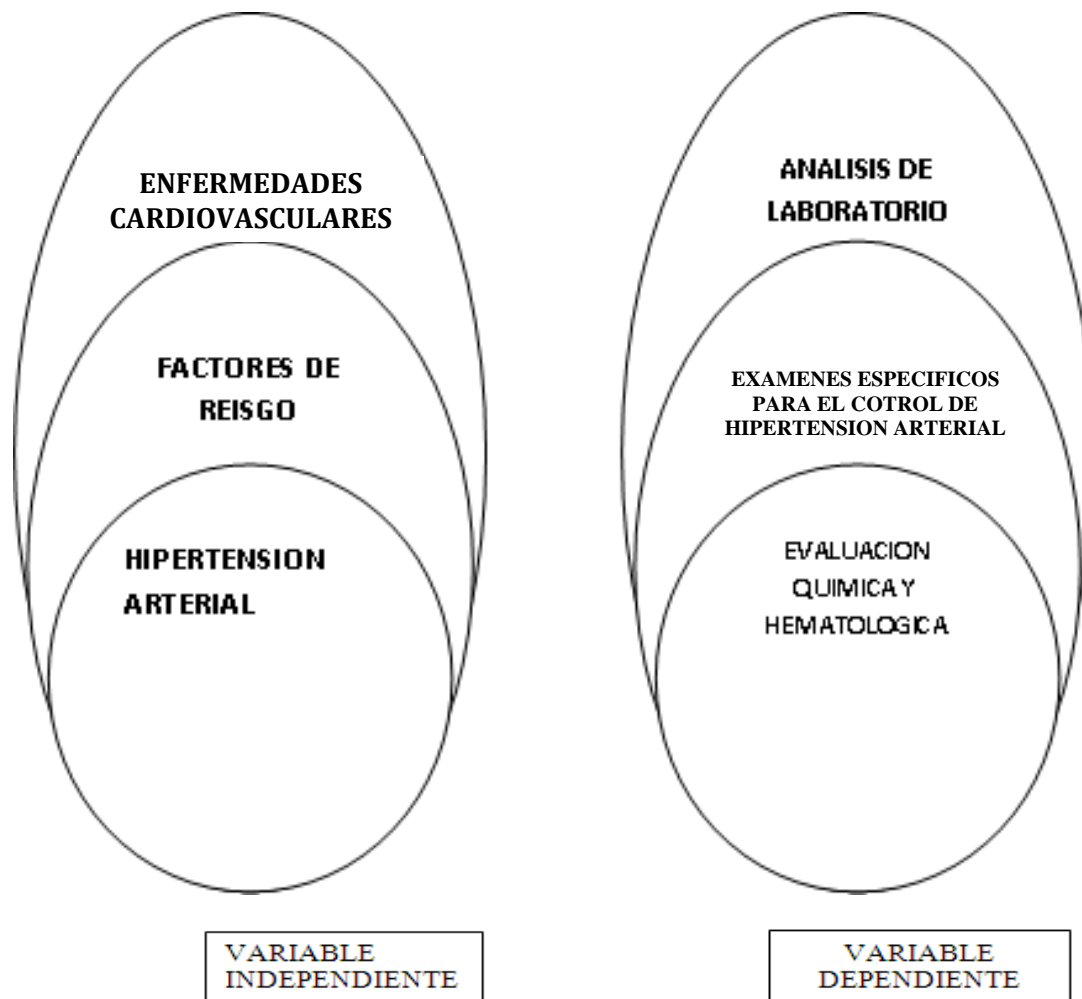 ENFERMEDADES
CARDIOVASCULARES
FACTORES DE
REISGO
HIPERTENSION
ARTERIAL
VARIABLE
INDEPENDIENTE
ANALISIS DE
LABORATORIO
EXAMENES ESPECIFICOS
PARA EL COTROL DE
HIPERTENSION ARTERIAL
EVALUACION
QUIMICA Y
HEMATOLOGICA
VARIABLE
DEPENDIENTE